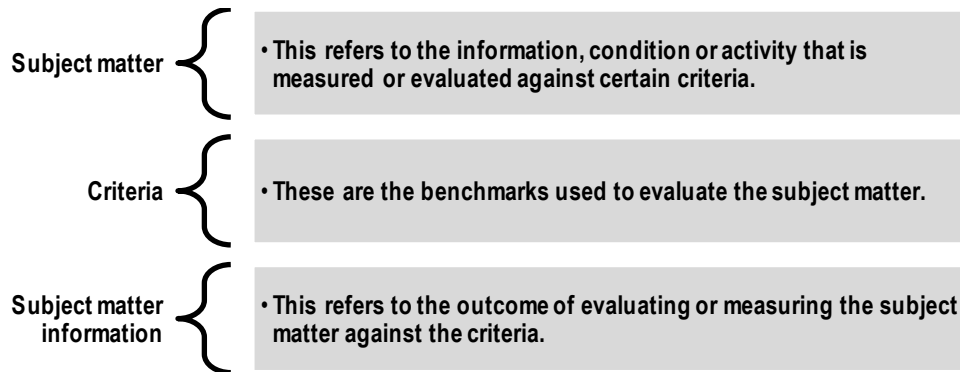 Subject matter
• This refers to the information, condition or activity that is
measured or evaluated against certain criteria.
Criteria
• These are the benchmarks used to evaluate the subject matter.
Subject matter
information
• This refers to the outcome of evaluating or measuring the subject
matter against the criteria.